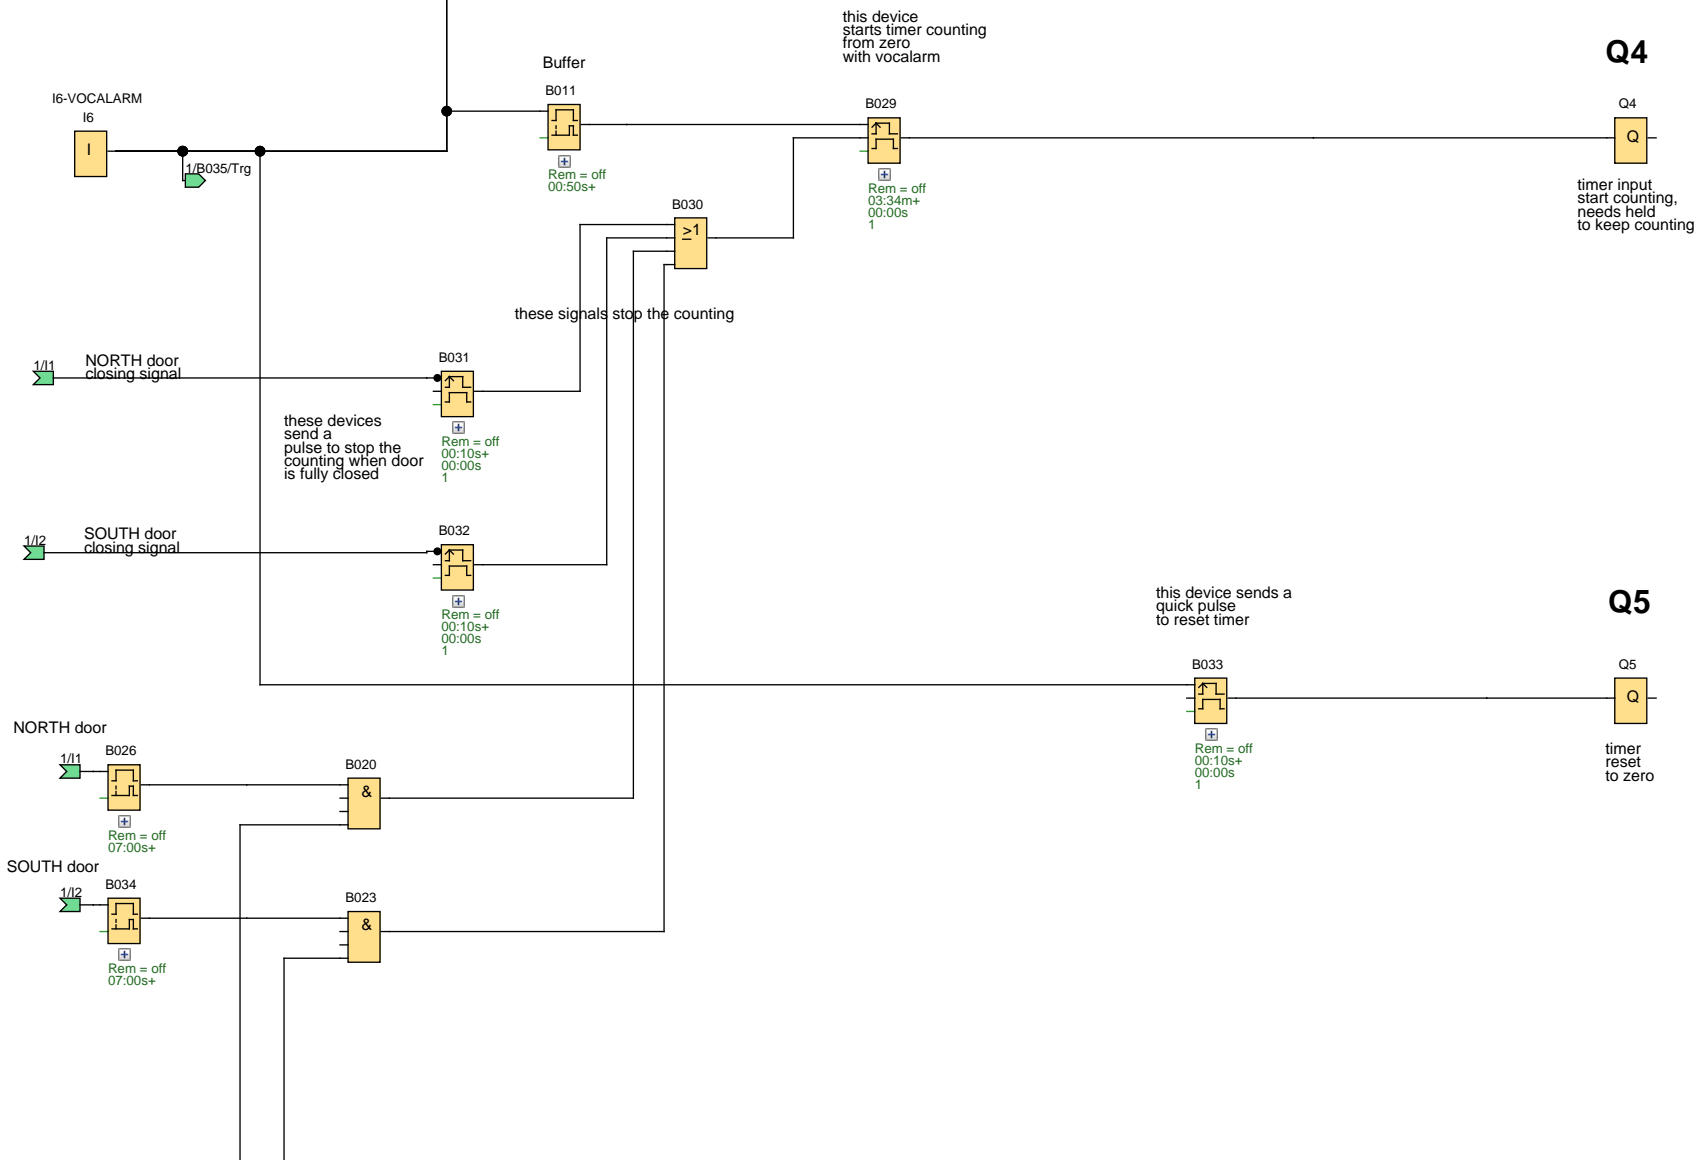 this device
starts timer counting
from zero
with vocalarm
Q4
Buffer
I6-VOCALARM
I6
I
1/B035/Trg
B011
Rem = off
00:50s+
B029
Rem = off
03:34m+
00:00s
1
Q4
Q
timer input
start counting,
needs held
to keep counting
B030
>1
these signals stop the counting
1/I1
NORTH door
closing signal
B031
Rem = off
00:10s+
00:00s
1
these devices
send a
pulse to stop the
counting when door
is fully closed
1/I2
SOUTH door
closing signal
B032
Rem = off
00:10s+
00:00s
1
this device sends a
quick pulse
to reset timer
Q5
B033
Rem = off
00:10s+
00:00s
1
Q5
Q
timer
reset
to zero
NORTH door
1/I1
B026
Rem = off
07:00s+
B020
&
SOUTH door
1/I2
B034
Rem = off
07:00s+
B023
&